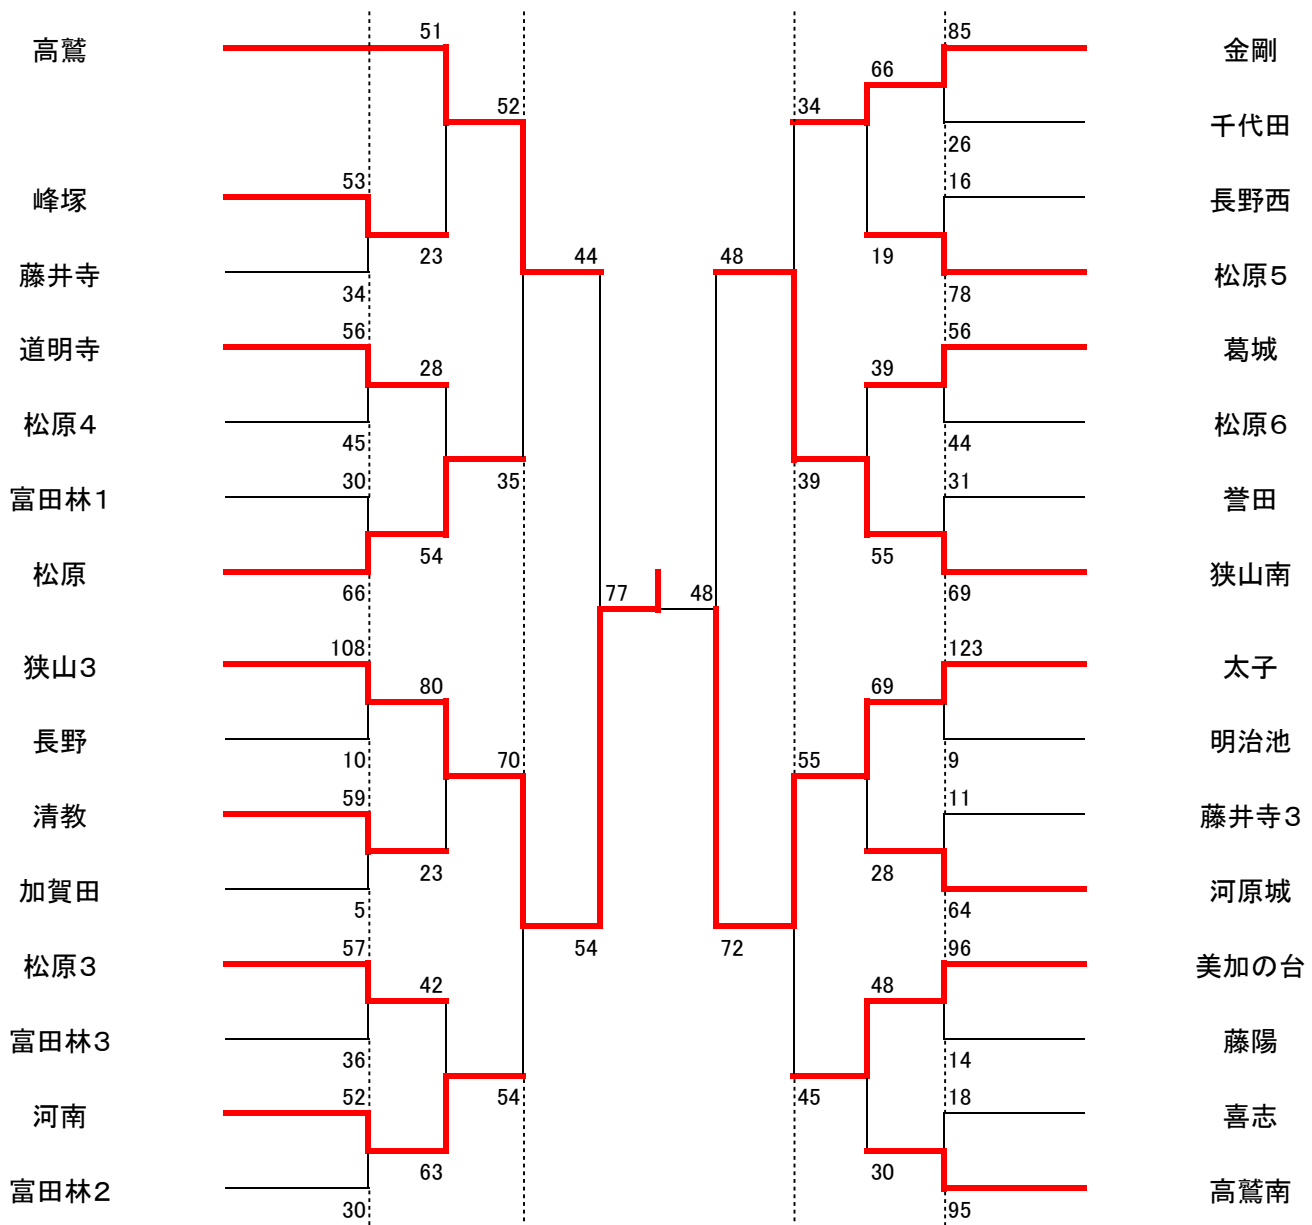 51
85
高鷲
金剛
66
52
34
千代田
26
53
16
峰塚
長野西
23
44
48
19
藤井寺
松原5
34
78
56
56
道明寺
葛城
28
39
松原4
松原6
45
44
30
35
39
31
富田林1
誉田
54
55
松原
狭山南
66
77
48
69
108
123
狭山3
太子
80
69
長野
明治池
10
70
55
9
59
11
清教
藤井寺3
23
28
加賀田
河原城
5
64
57
54
72
96
松原3
美加の台
42
48
富田林3
藤陽
36
14
52
54
45
18
河南
喜志
63
30
富田林2
高鷲南
30
95